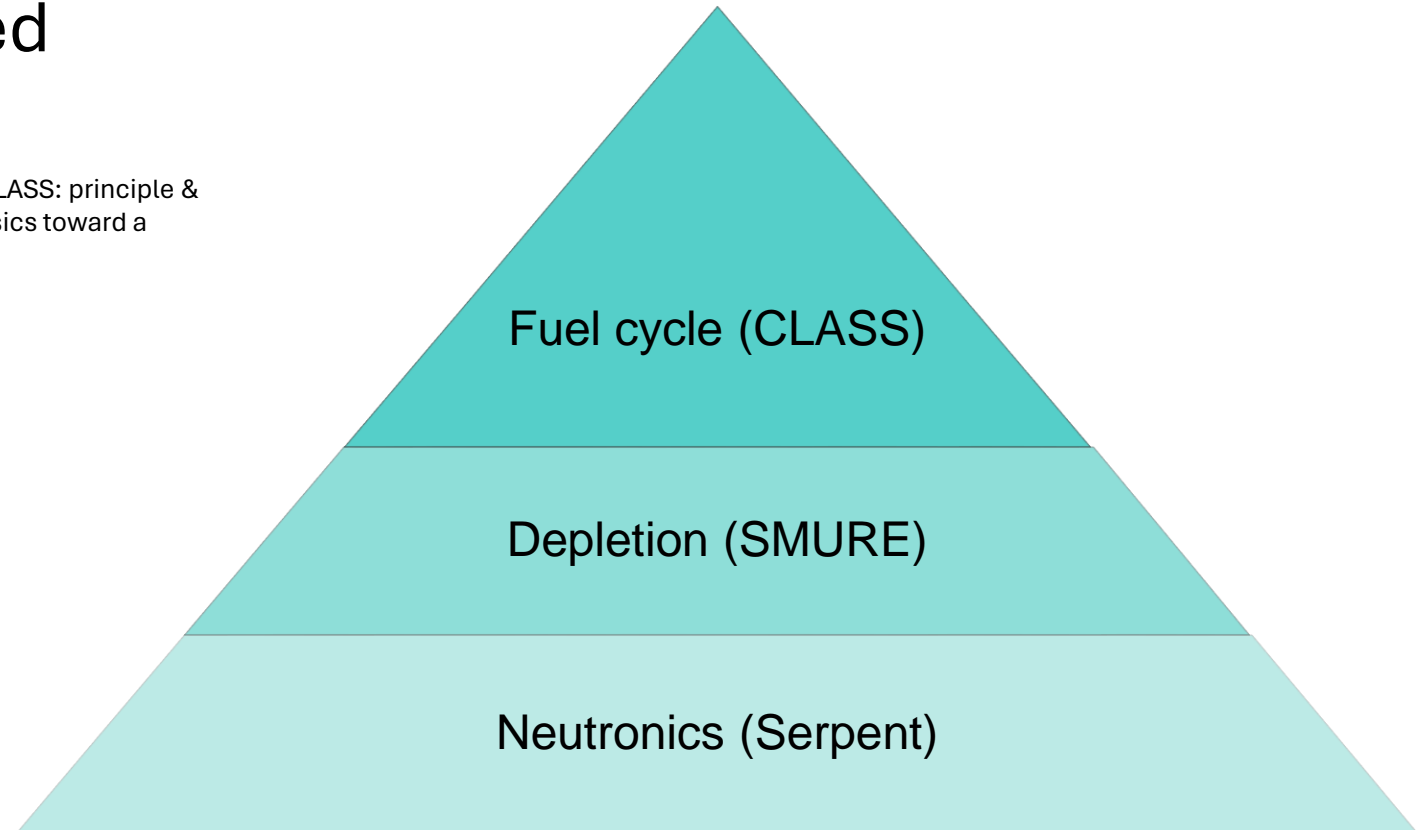 ed
LASS: principle &
sics toward a
Fuel cycle (CLASS)
Depletion (SMURE)
Neutronics (Serpent)